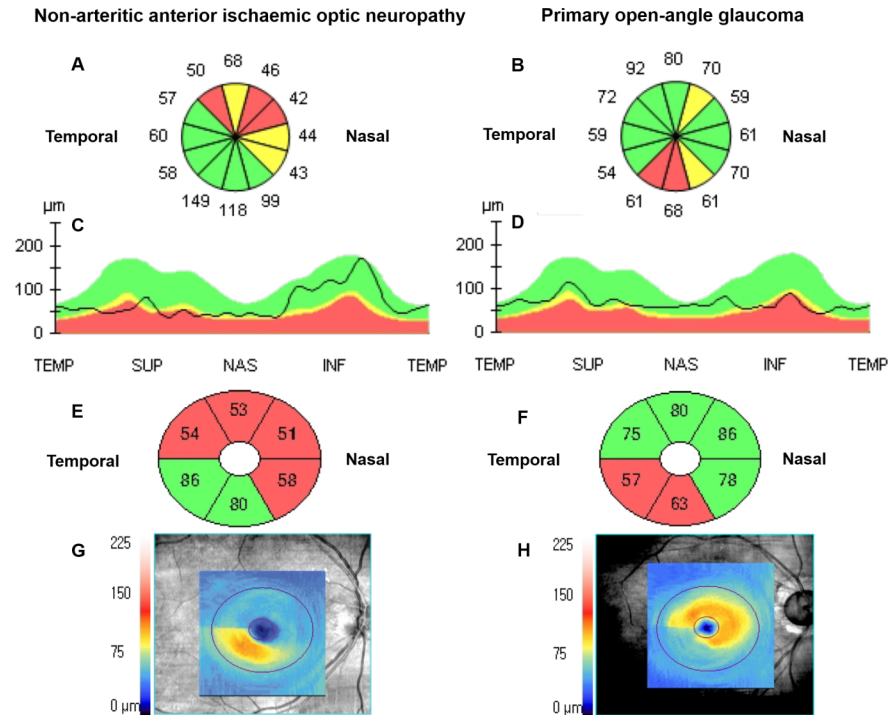 Non-arteritic anterior ischaemic optic neuropathy
Primary open-angle glaucoma
A
68
50
46
57
42
Temporal
60
44
Nasal
58
43
149
118
99
B
80
92
70
72
59
Temporal
59
61
Nasal
54
70
61
68
61
µm
C
200
100
0
TEMP SUP NAS INF TEMP
µm
D
200
100
0
TEMP SUP NAS INF TEMP
E
53
54
51
Temporal
Nasal
86
58
80
F
80
75
86
Temporal
Nasal
57
78
63
G
225
150
75
0 µm
H
225
150
75
0 µm